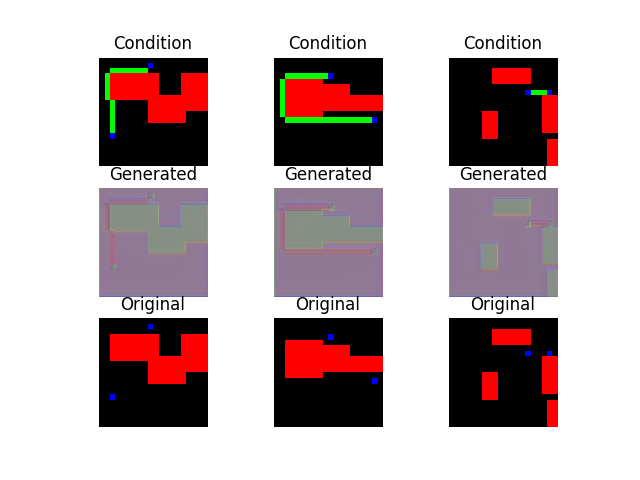 Condition Condition Condition
Generated Generated Generated
Original Original Original